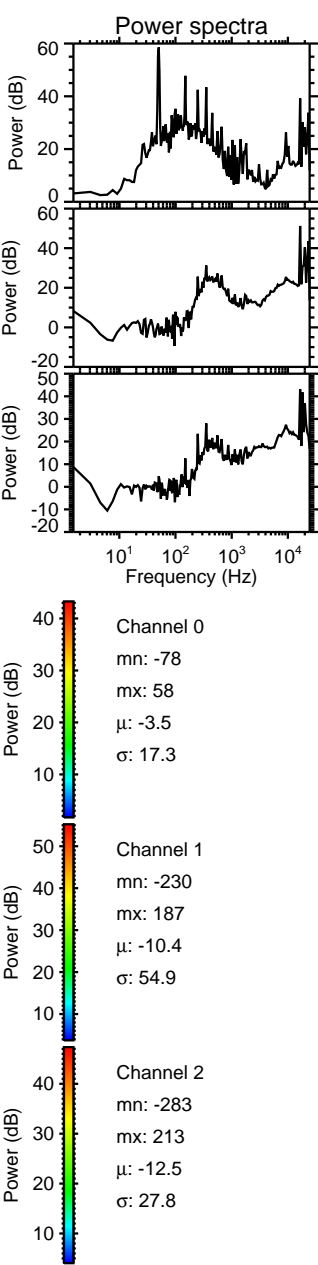 Power spectra
60
40
20
0
Power (dB)
60
40
20
0
-20
Power (dB)
50
40
30
20
10
0
-10
-20
Power (dB)
10¹ 10² 10³ 10⁴
Frequency (Hz)
40
30
20
10
Power (dB)
Channel 0
mn: -78
mx: 58
μ: -3.5
σ: 17.3
50
40
30
20
10
Power (dB)
Channel 1
mn: -230
mx: 187
μ: -10.4
σ: 54.9
40
30
20
10
Power (dB)
Channel 2
mn: -283
mx: 213
μ: -12.5
σ: 27.8